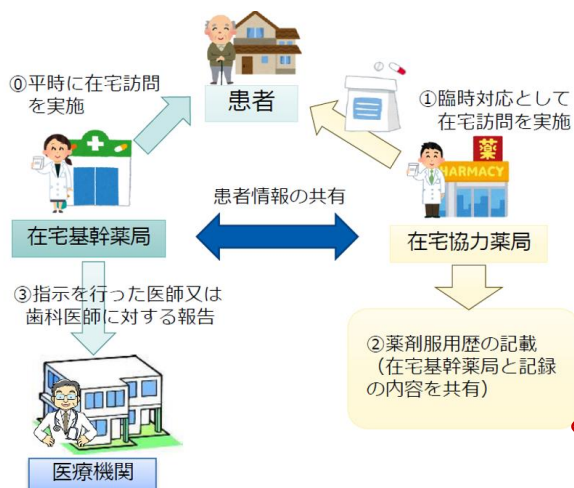 ⓪平時に在宅訪問
を実施
患者
①臨時対応として
在宅訪問を実施
薬
PHARMACY
患者情報の共有
在宅基幹薬局
在宅協力薬局
③指示を行った医師又は
歯科医師に対する報告
②薬剤服用歴の記載
（在宅基幹薬局と記録
の内容を共有）
医療機関